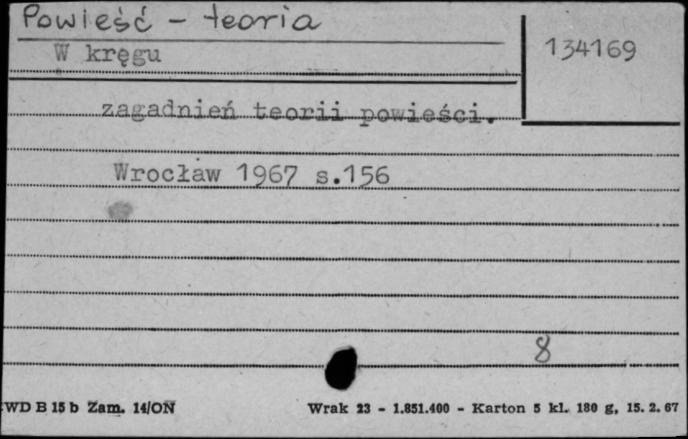 Powieść - teoria
134169
W kręgu
zagadnień teorii powieści.
Wrocław 1967 s.156
8
WD B 15 b Zam. 14/ON
Wrak 23 - 1.851.400 - Karton 5 kl. 180 g, 15. 2. 67